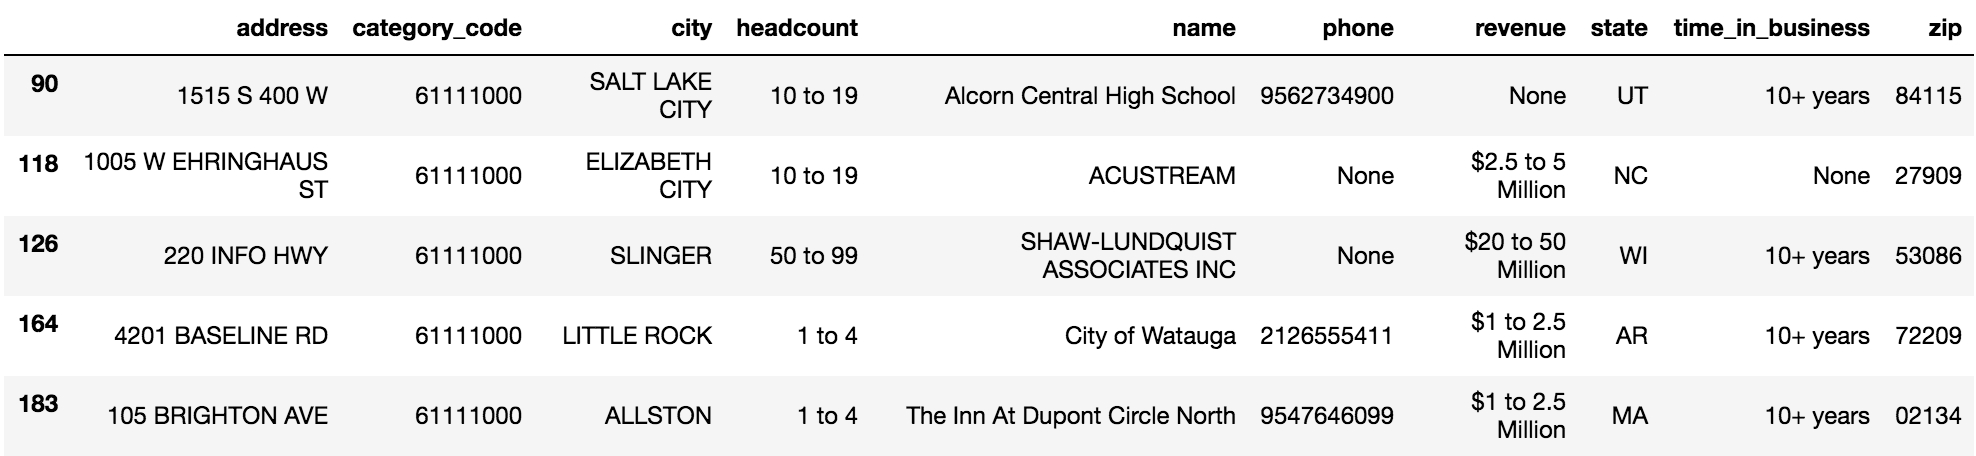 address category_code city headcount name phone revenue state time_in_business zip
90 1515 S 400 W 61111000 SALT LAKE CITY 10 to 19 Alcorn Central High School 9562734900 None UT 10+ years 84115
118 1005 W EHRINGHAUS ST 61111000 ELIZABETH CITY 10 to 19 ACUSTREAM None $2.5 to 5 Million NC None 27909
126 220 INFO HWY 61111000 SLINGER 50 to 99 SHAW-LUNDQUIST ASSOCIATES INC None $20 to 50 Million WI 10+ years 53086
164 4201 BASELINE RD 61111000 LITTLE ROCK 1 to 4 City of Watauga 2126555411 $1 to 2.5 Million AR 10+ years 72209
183 105 BRIGHTON AVE 61111000 ALLSTON 1 to 4 The Inn At Dupont Circle North 9547646099 $1 to 2.5 Million MA 10+ years 02134